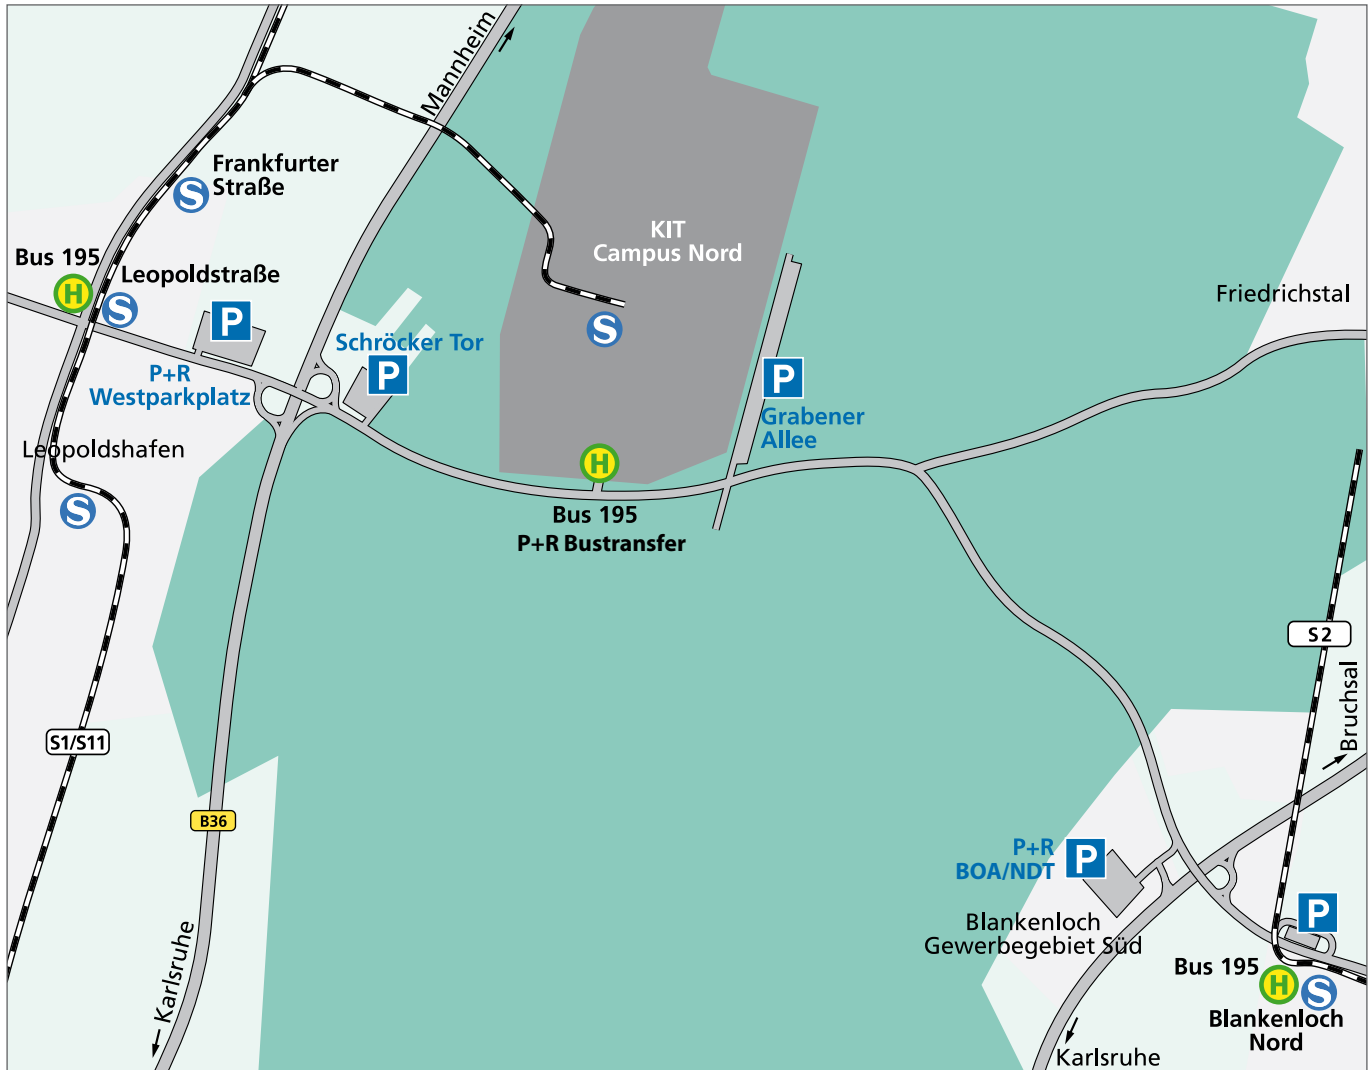 Mannheim
Frankfurter
Straße
S
KIT
Campus Nord
Bus 195
H
Leopoldstraße
S
P
Friedrichstal
Schröcker Tor
P
S
P+R
Westparkplatz
P
Grabener
Allee
Leopoldshafen
H
S
Bus 195
P+R Bustransfer
S 2
Bruchsal
S1/S11
B36
P+R
BOA/NDT
P
P
Blankenloch
Gewerbegebiet Süd
Karlsruhe
Bus 195
H
S
Blankenloch
Nord
Karlsruhe